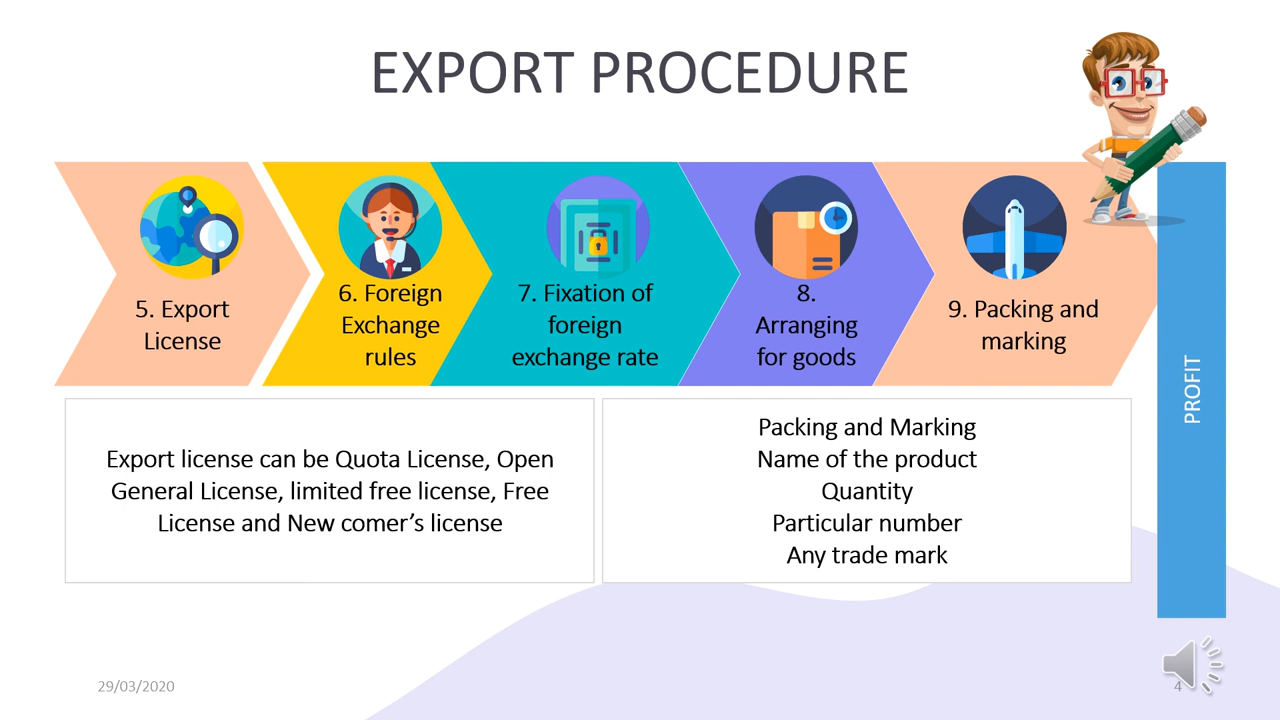 EXPORT PROCEDURE
5. Export
License
6. Foreign
Exchange
rules
7. Fixation of
foreign
exchange rate
8.
Arranging
for goods
9. Packing and
marking
PROFIT
Export license can be Quota License, Open
General License, limited free license, Free
License and New comer’s license
Packing and Marking
Name of the product
Quantity
Particular number
Any trade mark
29/03/2020
4